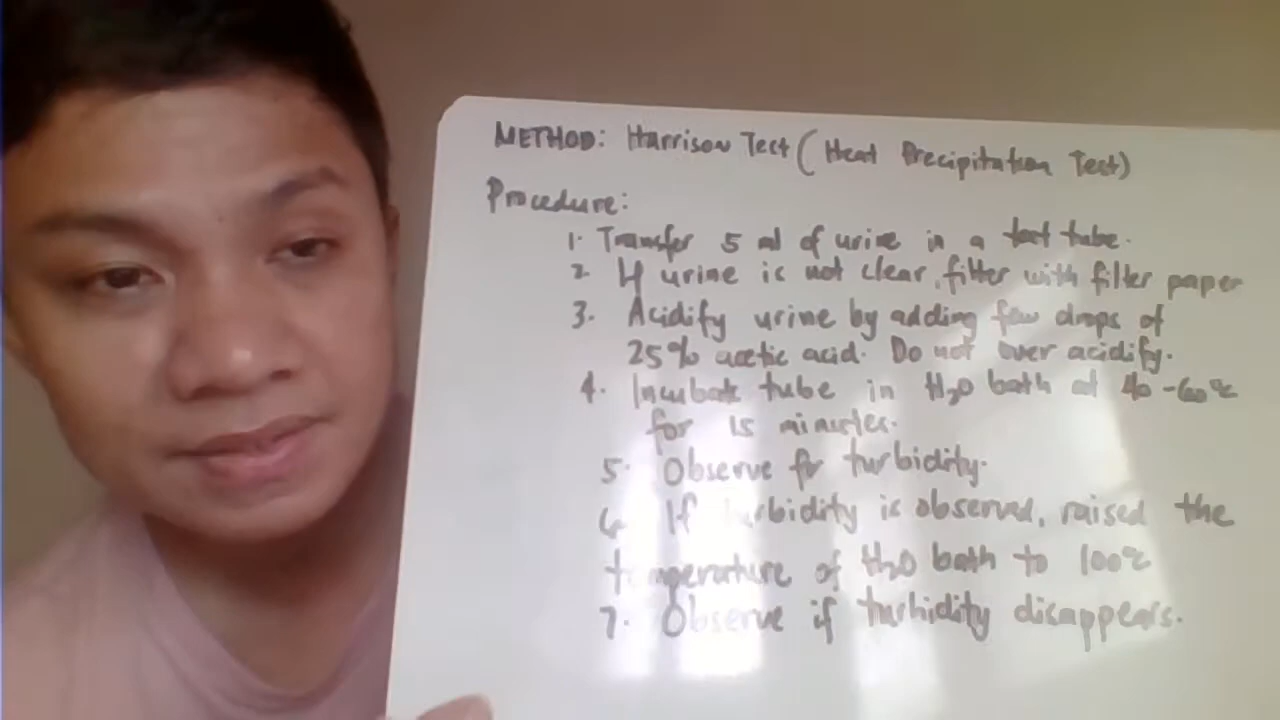 METHOD: Harrison Test (Heat Precipitation Test)
Procedure:
1. Transfer 5 ml of urine in a test tube.
2. If urine is not clear, filter with filter paper
3. Acidify urine by adding few drops of
25% acetic acid. Do not over acidify.
4. Incubate tube in H2O bath at 40-60°C
for 15 minutes.
5. Observe for turbidity.
6. If turbidity is observed, raised the
temperature of H2O bath to 100°C
7. Observe if turbidity disappears.